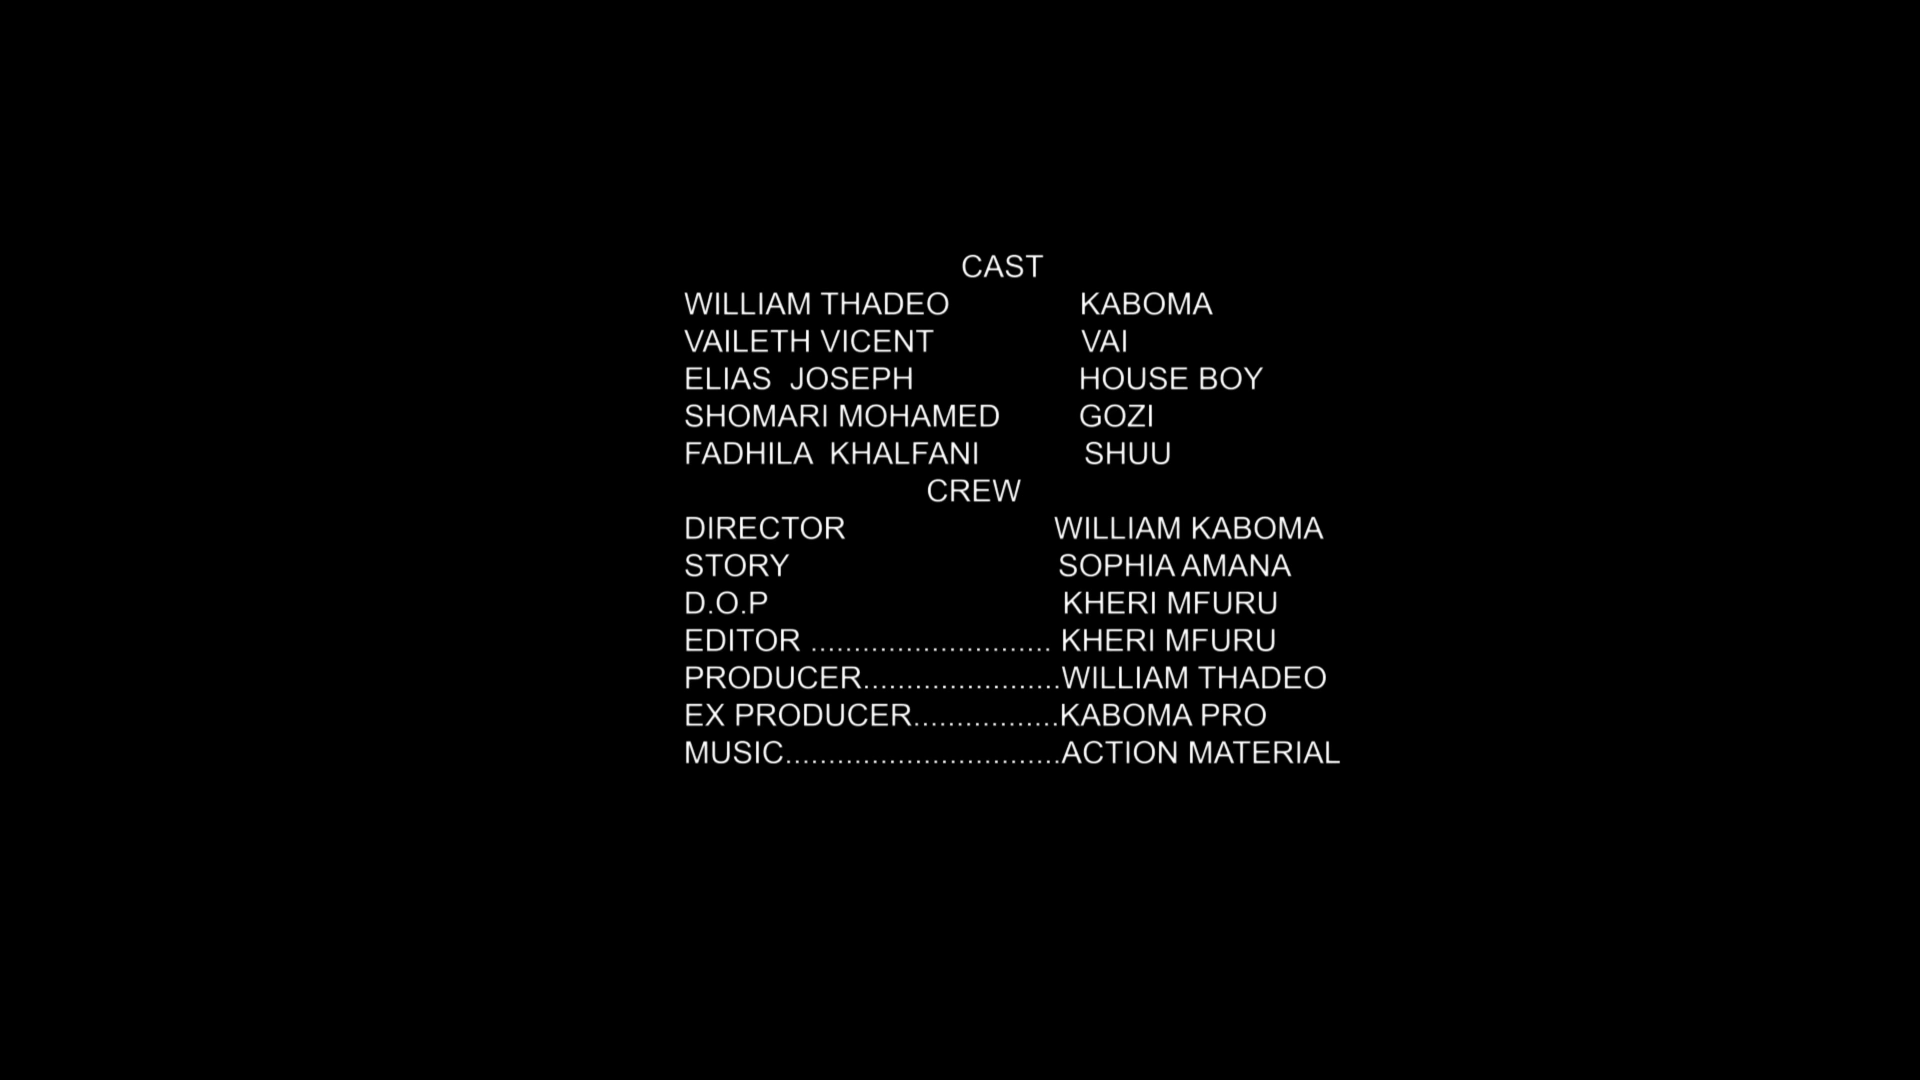 CAST
WILLIAM THADEO KABOMA
VAILETH VICENT VAI
ELIAS JOSEPH HOUSE BOY
SHOMARI MOHAMED GOZI
FADHILA KHALFANI SHUU
CREW
DIRECTOR WILLIAM KABOMA
STORY SOPHIA AMANA
D.O.P KHERI MFURU
EDITOR ............................ KHERI MFURU
PRODUCER.......................WILLIAM THADEO
EX PRODUCER.................KABOMA PRO
MUSIC................................ACTION MATERIAL